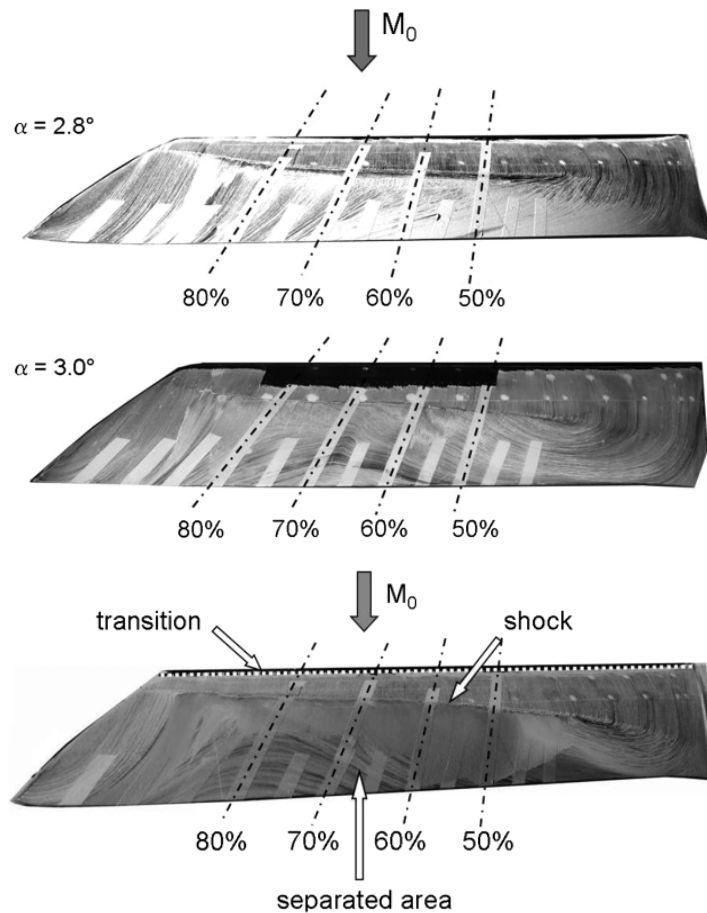 M₀
α = 2.8°
80% 70% 60% 50%
α = 3.0°
80% 70% 60% 50%
M₀
transition shock
80% 70% 60% 50%
separated area